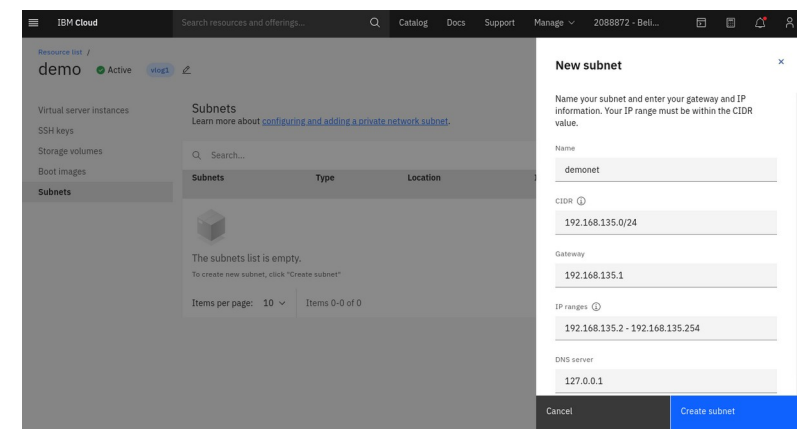 IBM Cloud
Search resources and offerings...
Catalog
Docs
Support
Manage
2088872 - Beli...
Resource list /
demo
Active
vlog1
Virtual server instances
SSH keys
Storage volumes
Boot images
Subnets
Subnets
Learn more about configuring and adding a private network subnet.
Search...
Subnets Type Location
The subnets list is empty.
To create new subnet, click "Create subnet"
Items per page: 10 Items 0-0 of 0
New subnet
Name your subnet and enter your gateway and IP
information. Your IP range must be within the CIDR
value.
Name
demonet
CIDR
192.168.135.0/24
Gateway
192.168.135.1
IP ranges
192.168.135.2 - 192.168.135.254
DNS server
127.0.0.1
Cancel
Create subnet